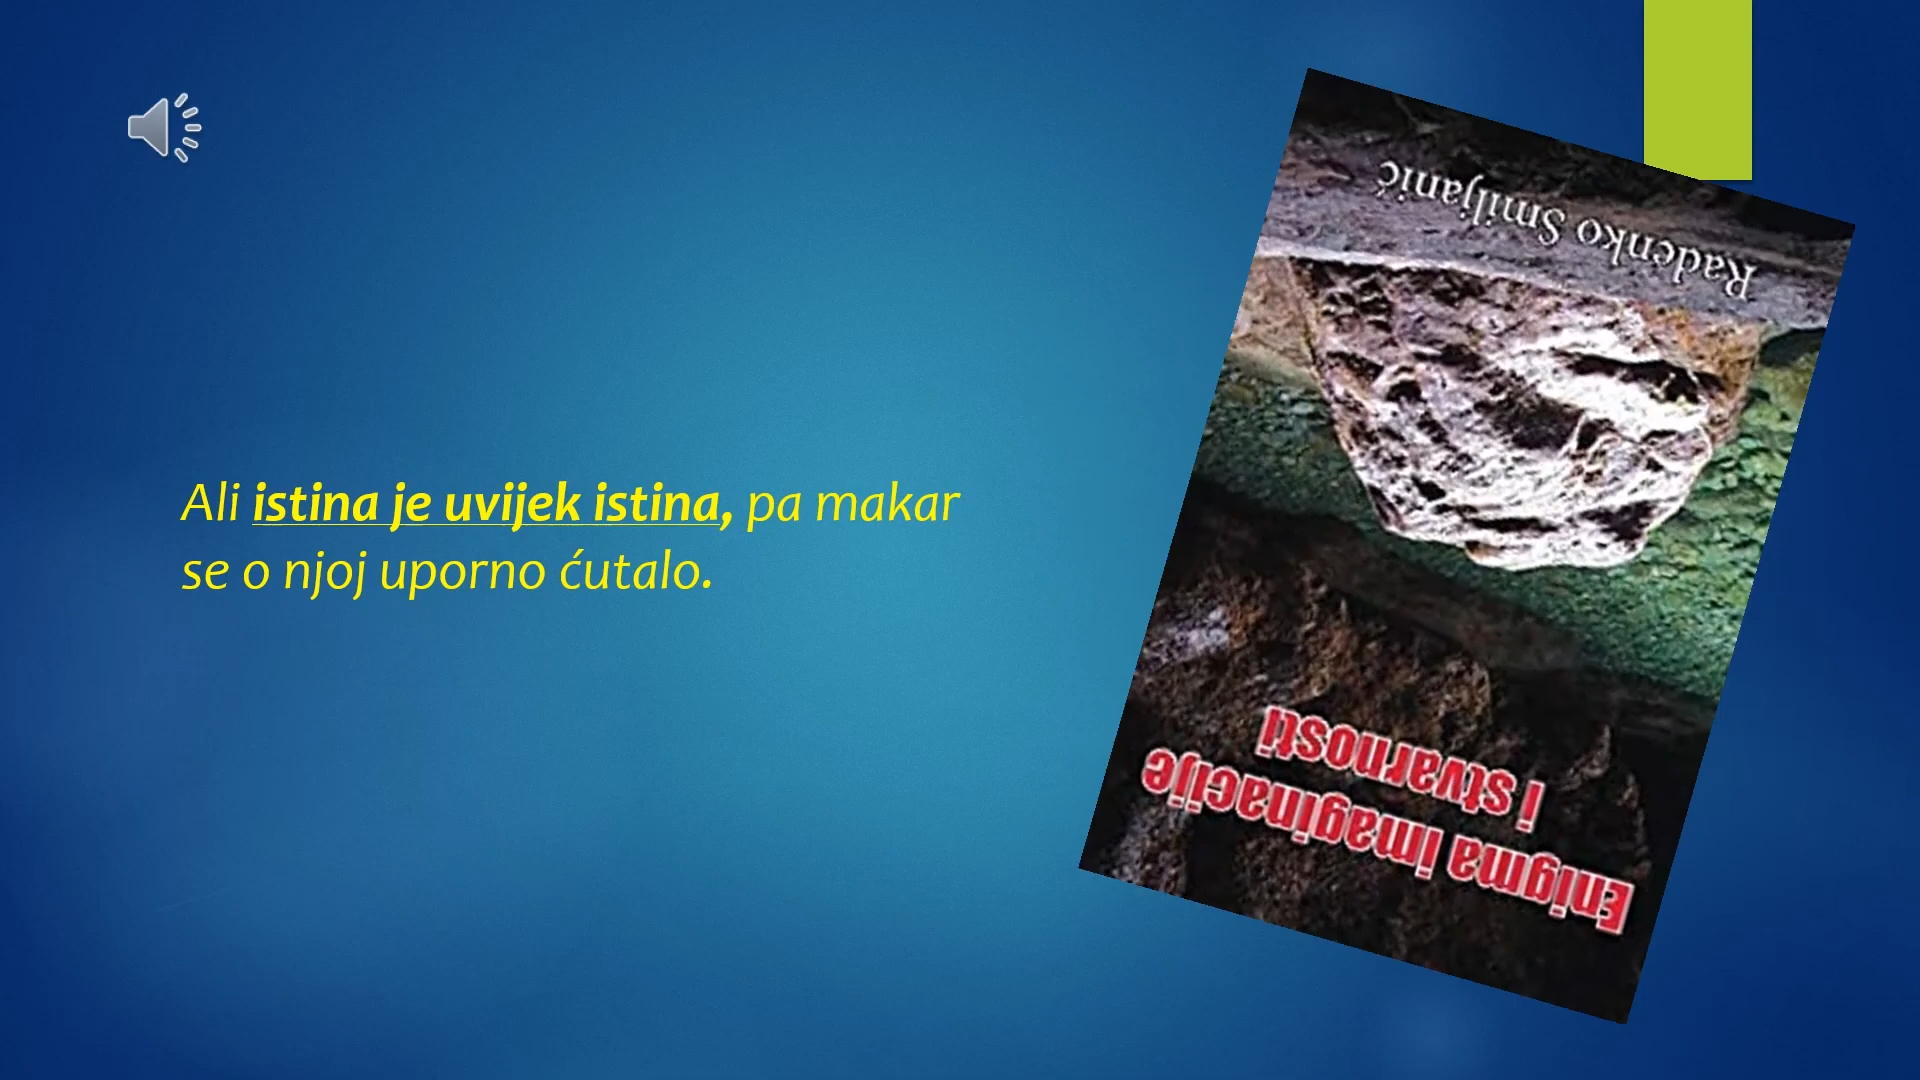 Ali istina je uvijek istina, pa makar
se o njoj uporno ćutalo.
Enigma imaginacije
i stvarnosti
Radenko Smiljanić